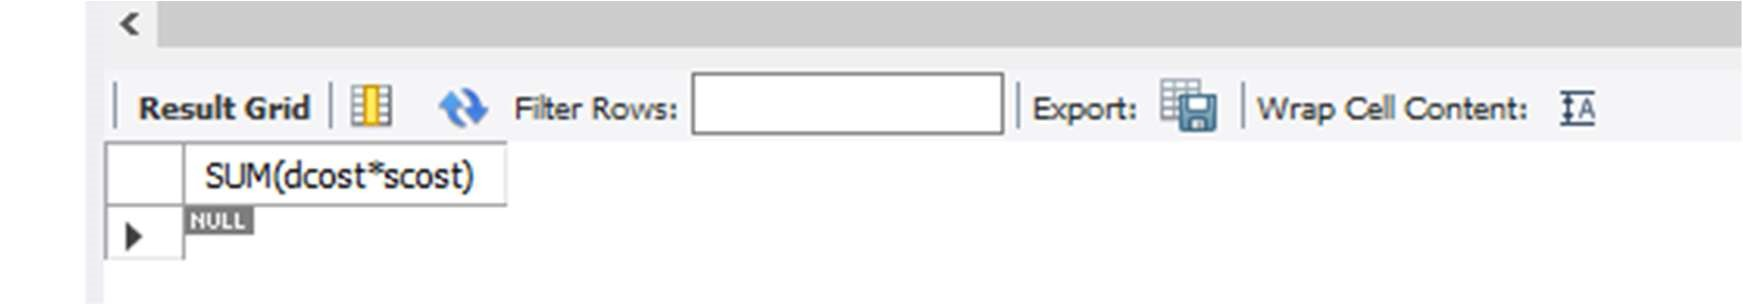 Result Grid Filter Rows: Export: Wrap Cell Content: A
SUM(dcost*scost)
NULL